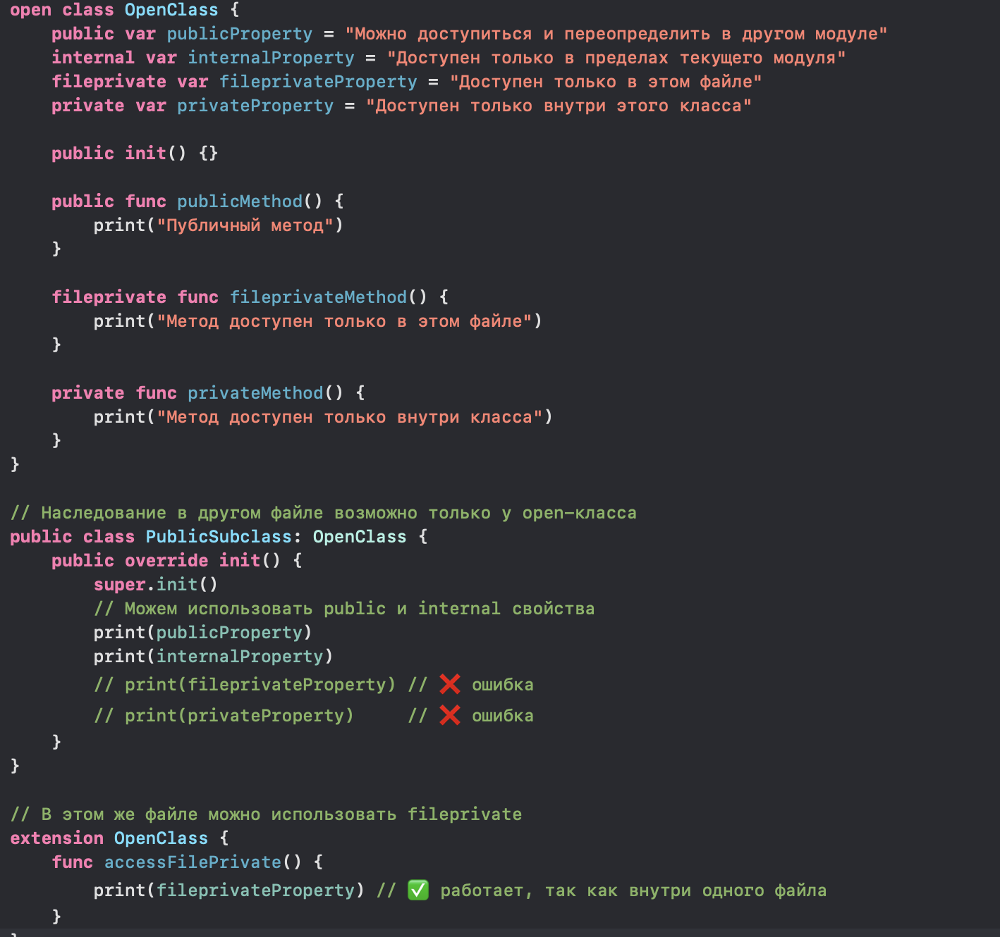 open class OpenClass {
    public var publicProperty = "Можно доступиться и переопределить в другом модуле"
    internal var internalProperty = "Доступен только в пределах текущего модуля"
    fileprivate var fileprivateProperty = "Доступен только в этом файле"
    private var privateProperty = "Доступен только внутри этого класса"

    public init() {}

    public func publicMethod() {
        print("Публичный метод")
    }

    fileprivate func fileprivateMethod() {
        print("Метод доступен только в этом файле")
    }

    private func privateMethod() {
        print("Метод доступен только внутри класса")
    }
}

// Наследование в другом файле возможно только у open-класса
public class PublicSubclass: OpenClass {
    public override init() {
        super.init()
        // Можем использовать public и internal свойства
        print(publicProperty)
        print(internalProperty)
        // print(fileprivateProperty) // ❌ ошибка
        // print(privateProperty)     // ❌ ошибка
    }
}

// В этом же файле можно использовать fileprivate
extension OpenClass {
    func accessFilePrivate() {
        print(fileprivateProperty) // ✅ работает, так как внутри одного файла
    }
}